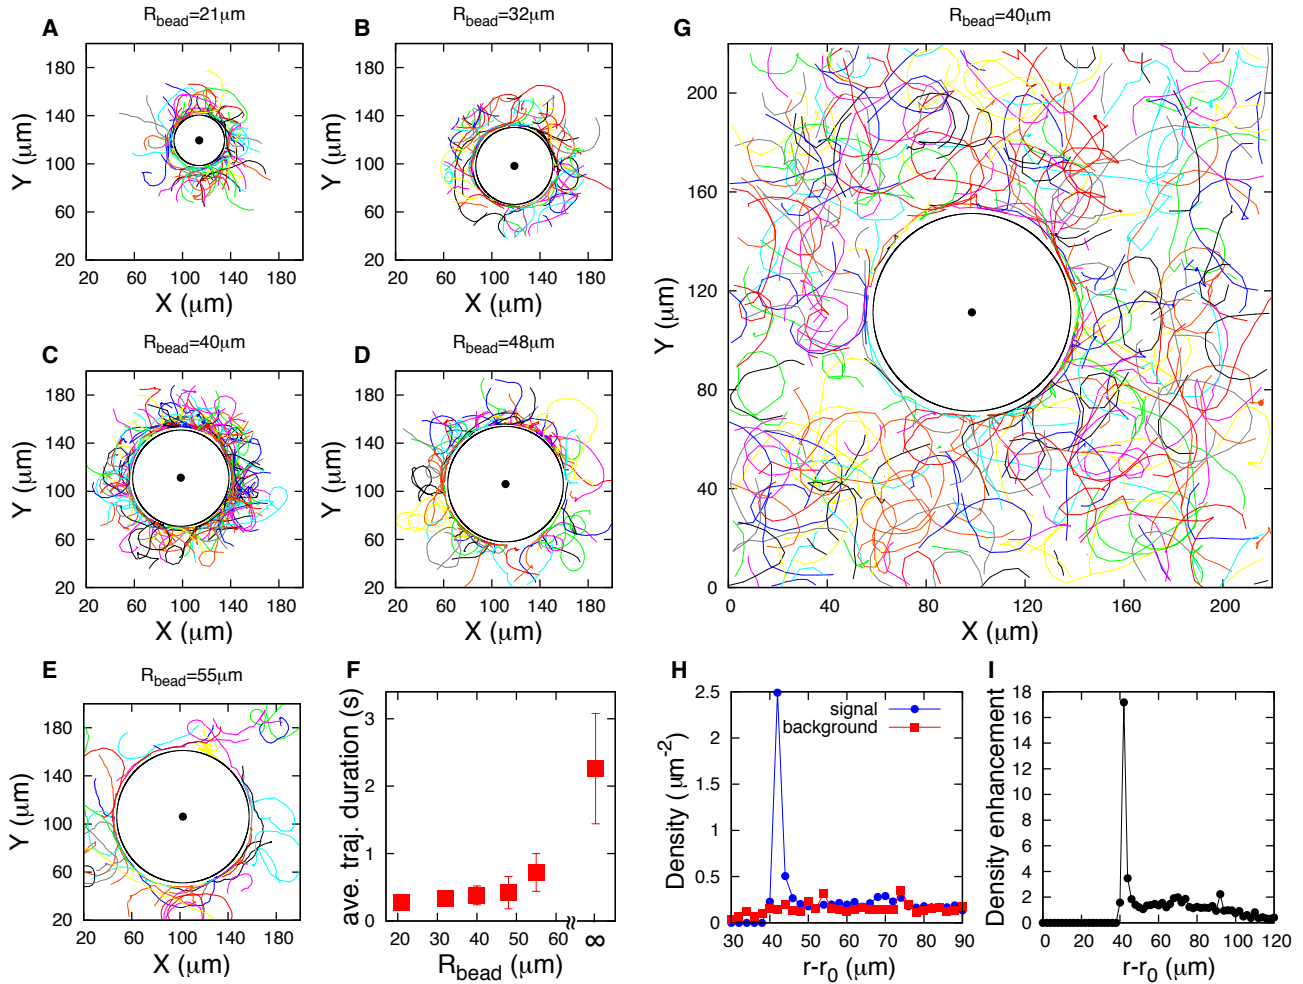 A
R_bead=21μm
180
140
100
60
20
20 60 100 140 180
Y (μm)
X (μm)
B
R_bead=32μm
180
140
100
60
20
20 60 100 140 180
Y (μm)
X (μm)
C
R_bead=40μm
180
140
100
60
20
20 60 100 140 180
Y (μm)
X (μm)
D
R_bead=48μm
180
140
100
60
20
20 60 100 140 180
Y (μm)
X (μm)
G
R_bead=40μm
200
160
120
80
40
0
0 40 80 120 160 200
Y (μm)
X (μm)
E
R_bead=55μm
180
140
100
60
20
20 60 100 140 180
Y (μm)
X (μm)
F
3
2
1
0
20 30 40 50 60 ≈ ∞
ave. traj. duration (s)
R_bead (μm)
H
signal
background
2.5
2
1.5
1
0.5
0
30 40 50 60 70 80 90
Density (μm⁻²)
r-r₀ (μm)
I
18
16
14
12
10
8
6
4
2
0
0 20 40 60 80 100 120
Density enhancement
r-r₀ (μm)